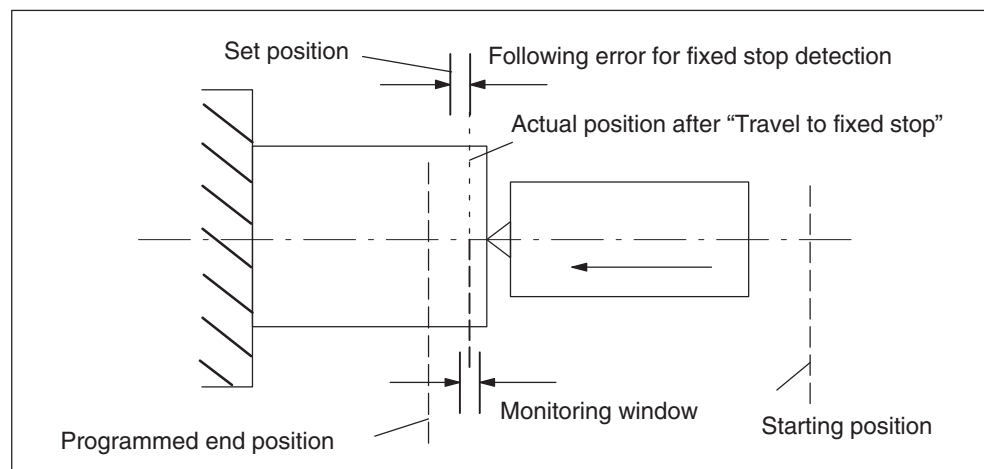 Set position
Following error for fixed stop detection
Actual position after “Travel to fixed stop”
Monitoring window
Starting position
Programmed end position